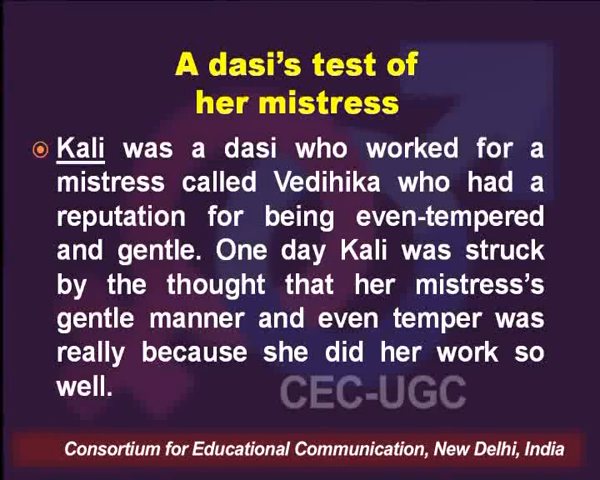 A dasi's test of
her mistress
Kali was a dasi who worked for a
mistress called Vedihika who had a
reputation for being even-tempered
and gentle. One day Kali was struck
by the thought that her mistress's
gentle manner and even temper was
really because she did her work so
well.
CEC-UGC
Consortium for Educational Communication, New Delhi, India